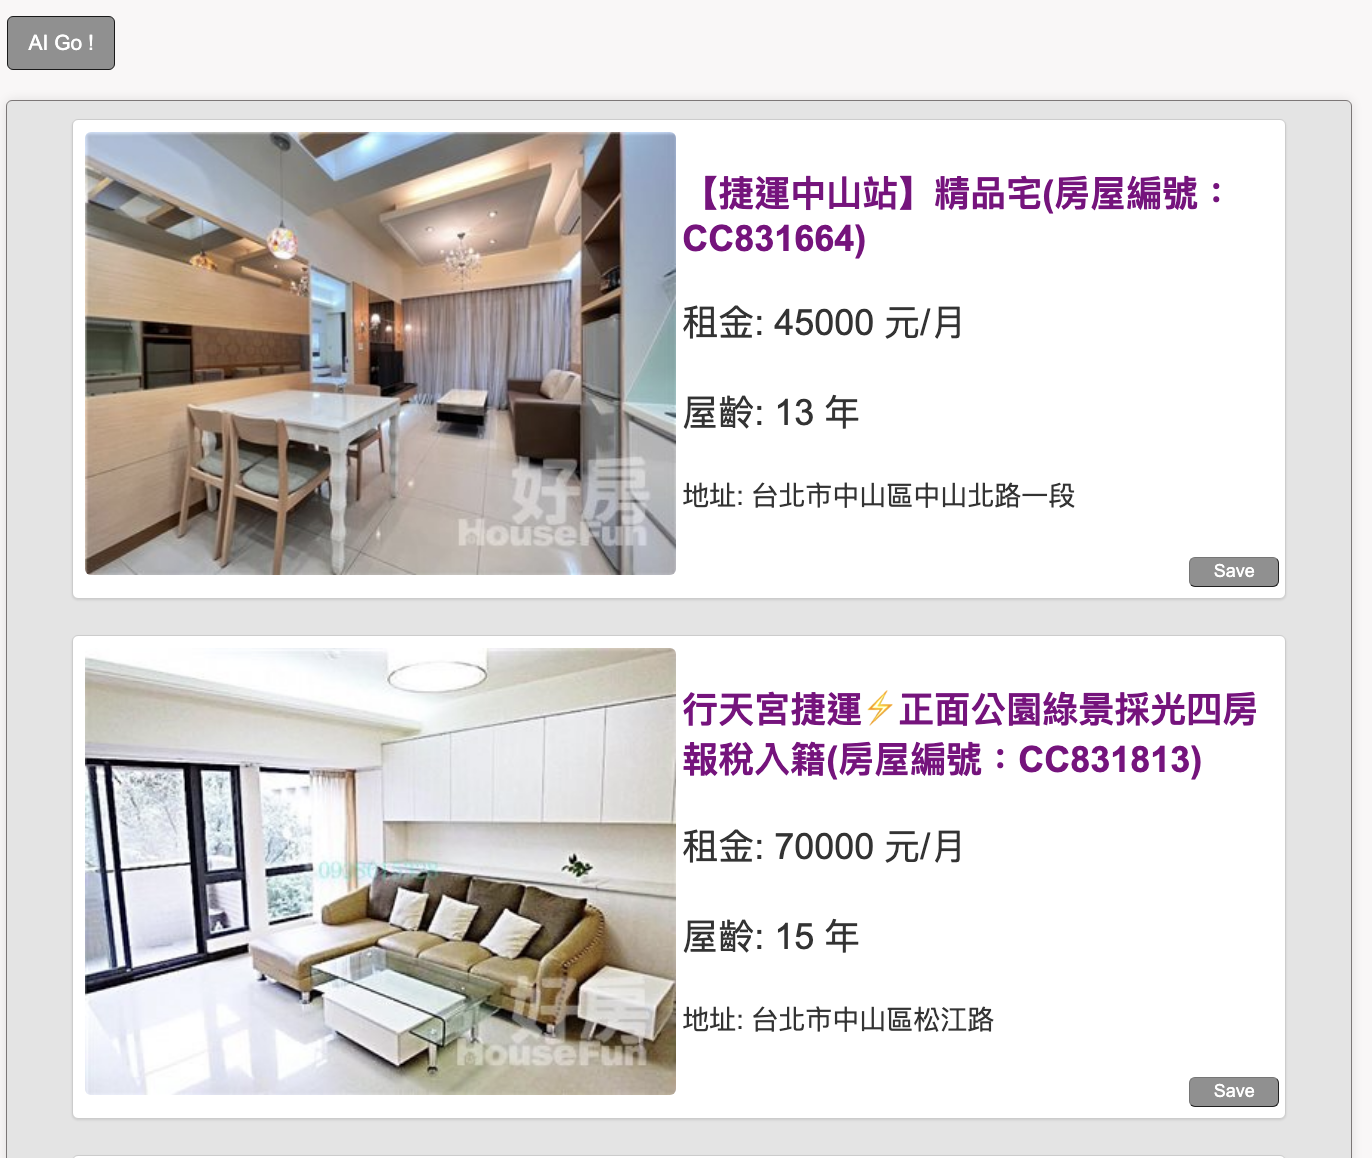 AI Go !
【捷運中山站】精品宅(房屋編號：
CC831664)
租金: 45000 元/月
屋齡: 13 年
地址: 台北市中山區中山北路一段
好房
HouseFun
Save
行天宮捷運⚡正面公園綠景採光四房
報稅入籍(房屋編號：CC831813)
租金: 70000 元/月
屋齡: 15 年
地址: 台北市中山區松江路
好房
HouseFun
Save